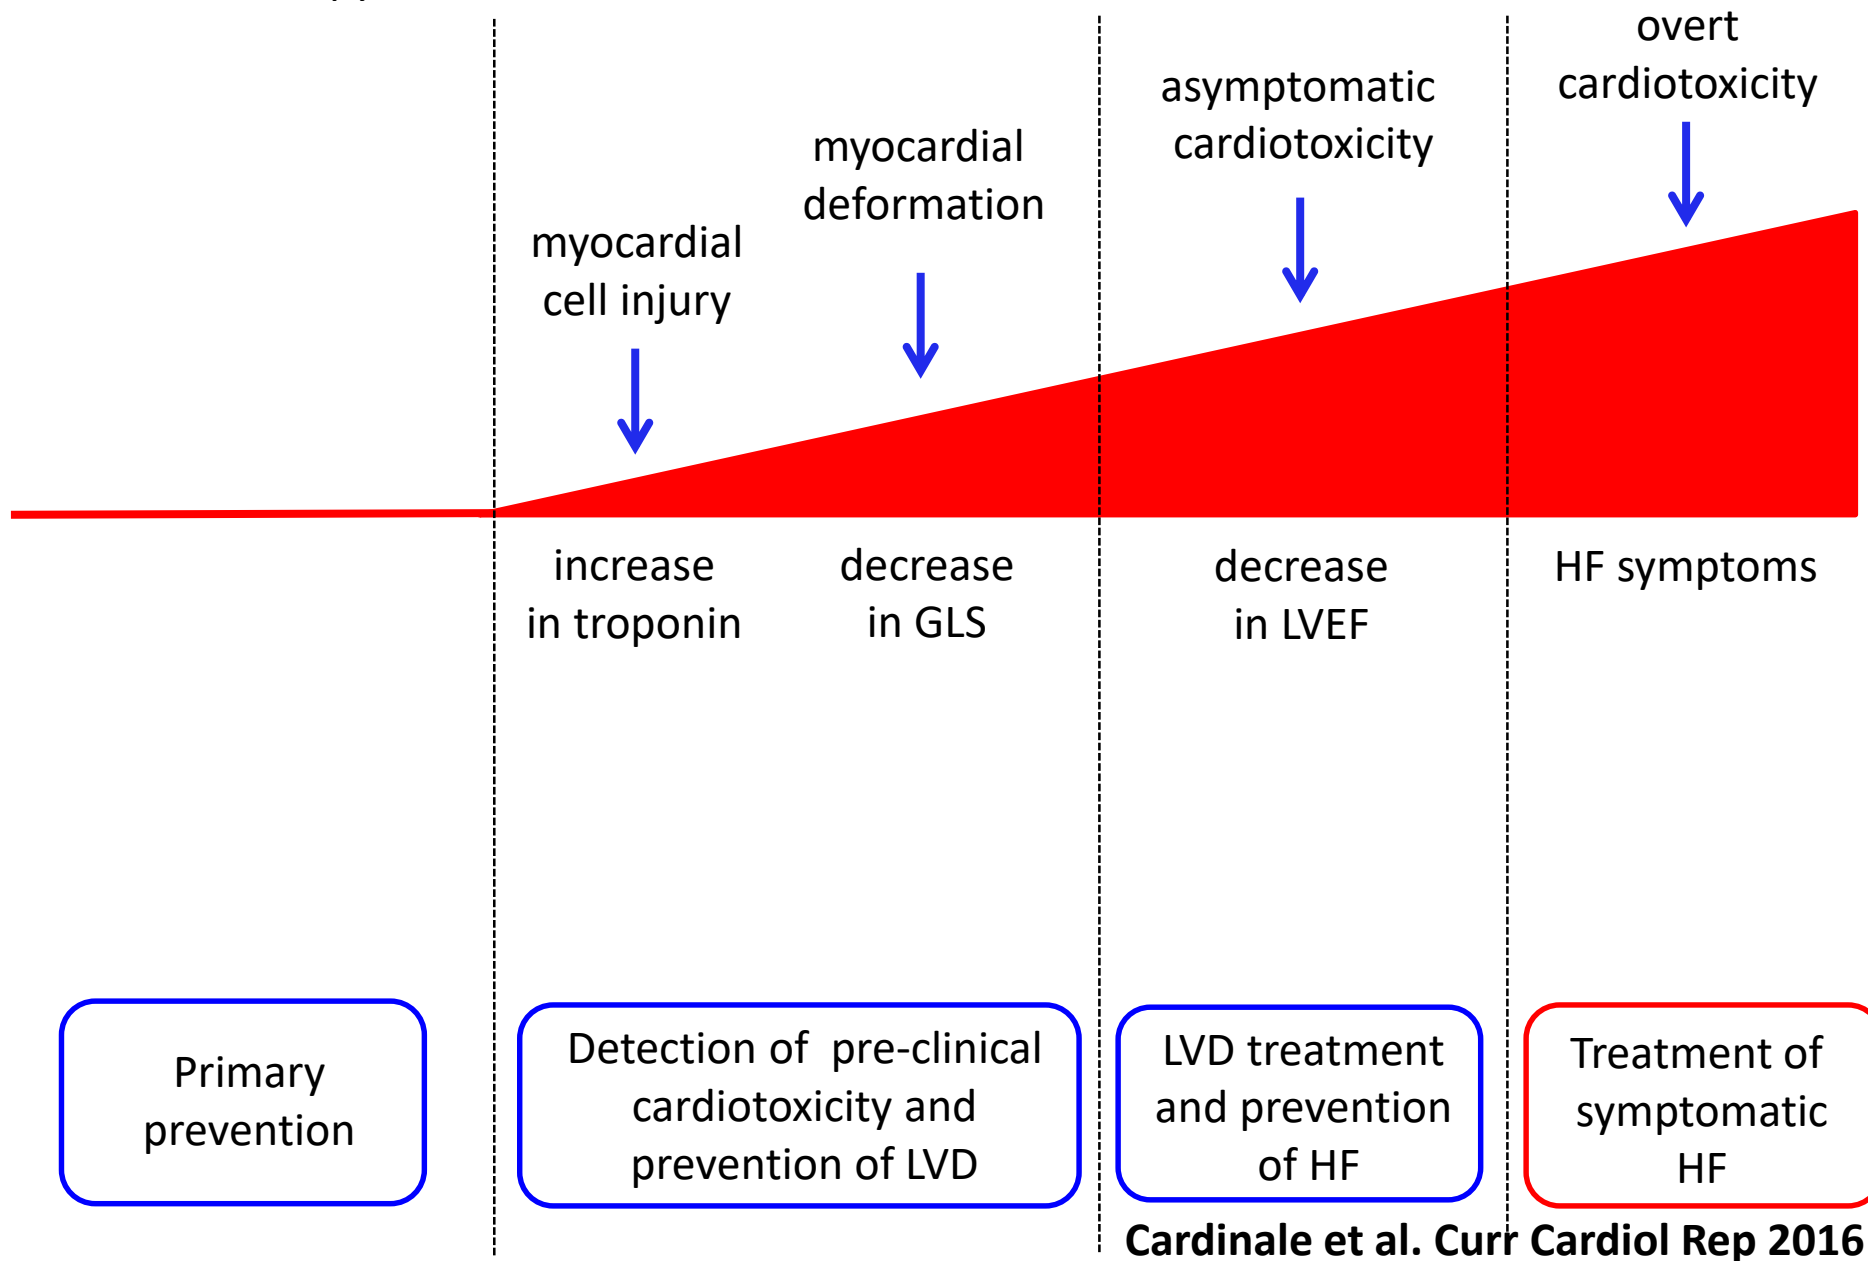 overt
cardiotoxicity
asymptomatic
cardiotoxicity
myocardial
deformation
myocardial
cell injury
increase
in troponin
decrease
in GLS
decrease
in LVEF
HF symptoms
Primary
prevention
Detection of pre-clinical
cardiotoxicity and
prevention of LVD
LVD treatment
and prevention
of HF
Treatment of
symptomatic
HF
Cardinale et al. Curr Cardiol Rep 2016